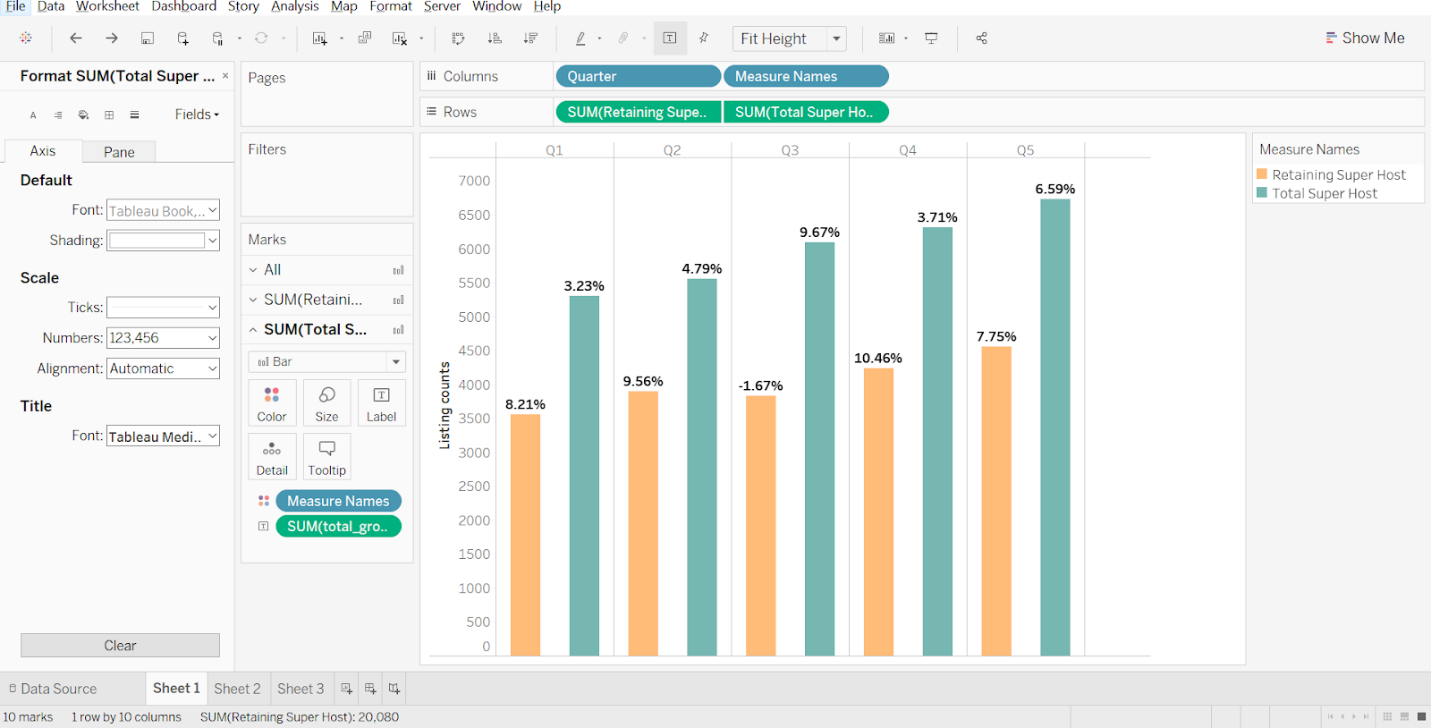 File Data Worksheet Dashboard Story Analysis Map Format Server Window Help
Fit Height
Show Me
Format SUM(Total Super ... ×
A Fields
Axis Pane
Default
Font: Tableau Book,..
Shading:
Scale
Ticks:
Numbers: 123,456
Alignment: Automatic
Title
Font: Tableau Medi..
Clear
Pages
Filters
Marks
All
SUM(Retaini...
SUM(Total S...
Bar
Color Size Label
Detail Tooltip
Measure Names
SUM(total_gro..
iii Columns Quarter Measure Names
Rows SUM(Retaining Supe.. SUM(Total Super Ho..
Q1 Q2 Q3 Q4 Q5
Listing counts
7000
6500
6000
5500
5000
4500
4000
3500
3000
2500
2000
1500
1000
500
0
8.21% 3.23% 9.56% 4.79% -1.67% 9.67% 10.46% 3.71% 7.75% 6.59%
Measure Names
Retaining Super Host
Total Super Host
Data Source Sheet 1 Sheet 2 Sheet 3
10 marks 1 row by 10 columns SUM(Retaining Super Host): 20,080